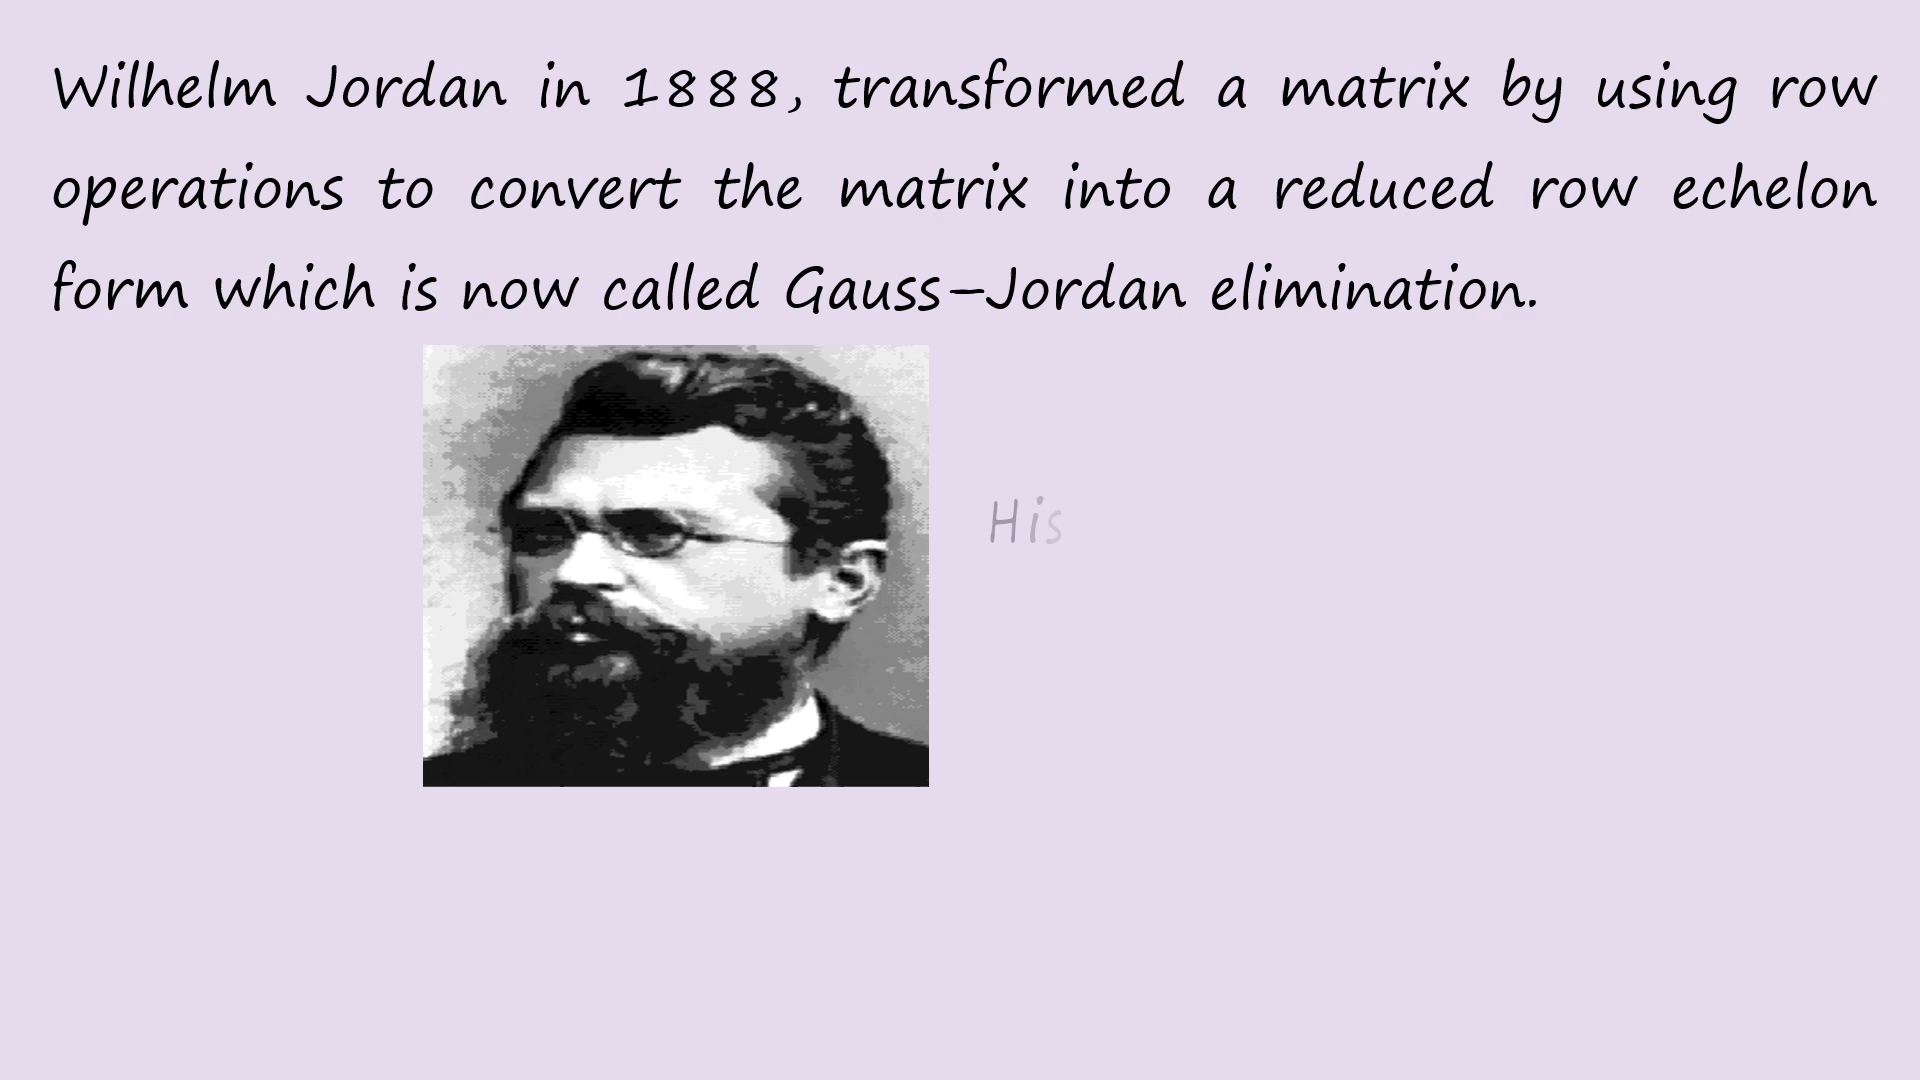 Wilhelm Jordan in 1888, transformed a matrix by using row
operations to convert the matrix into a reduced row echelon
form which is now called Gauss–Jordan elimination.
His